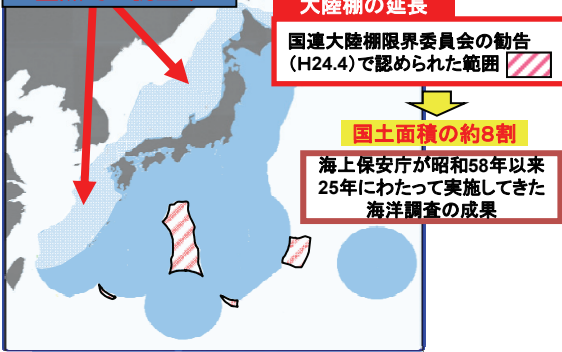 大陸棚の延長
国連大陸棚限界委員会の勧告
（H24.4）で認められた範囲
国土面積の約8割
海上保安庁が昭和58年以来
25年にわたって実施してきた
海洋調査の成果